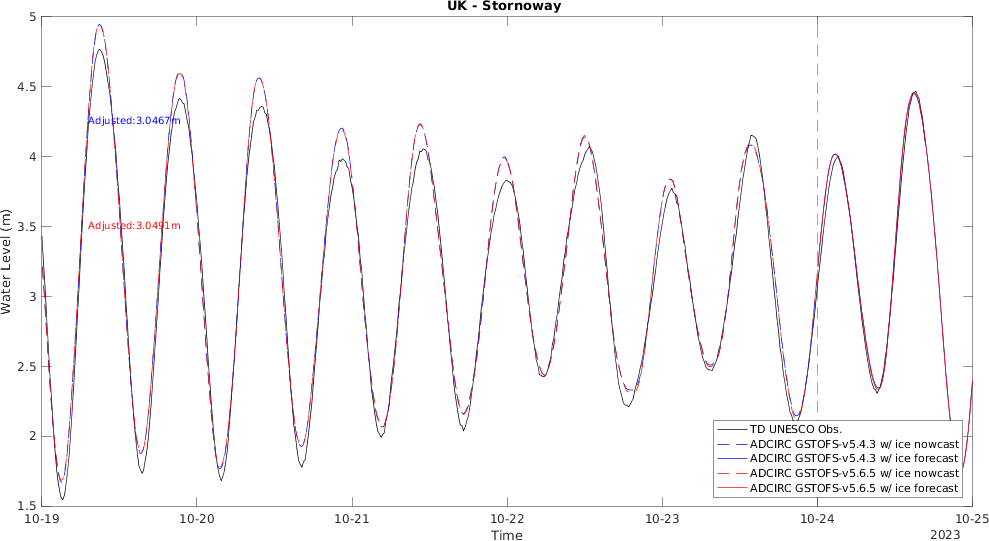 UK - Stornoway
5
4.5
4
3.5
3
2.5
2
1.5
Water Level (m)
Adjusted:3.0467m
Adjusted:3.0491m
TD UNESCO Obs.
ADCIRC GSTOFS-v5.4.3 w/ ice nowcast
ADCIRC GSTOFS-v5.4.3 w/ ice forecast
ADCIRC GSTOFS-v5.6.5 w/ ice nowcast
ADCIRC GSTOFS-v5.6.5 w/ ice forecast
10-19 10-20 10-21 10-22 10-23 10-24 10-25
Time
2023